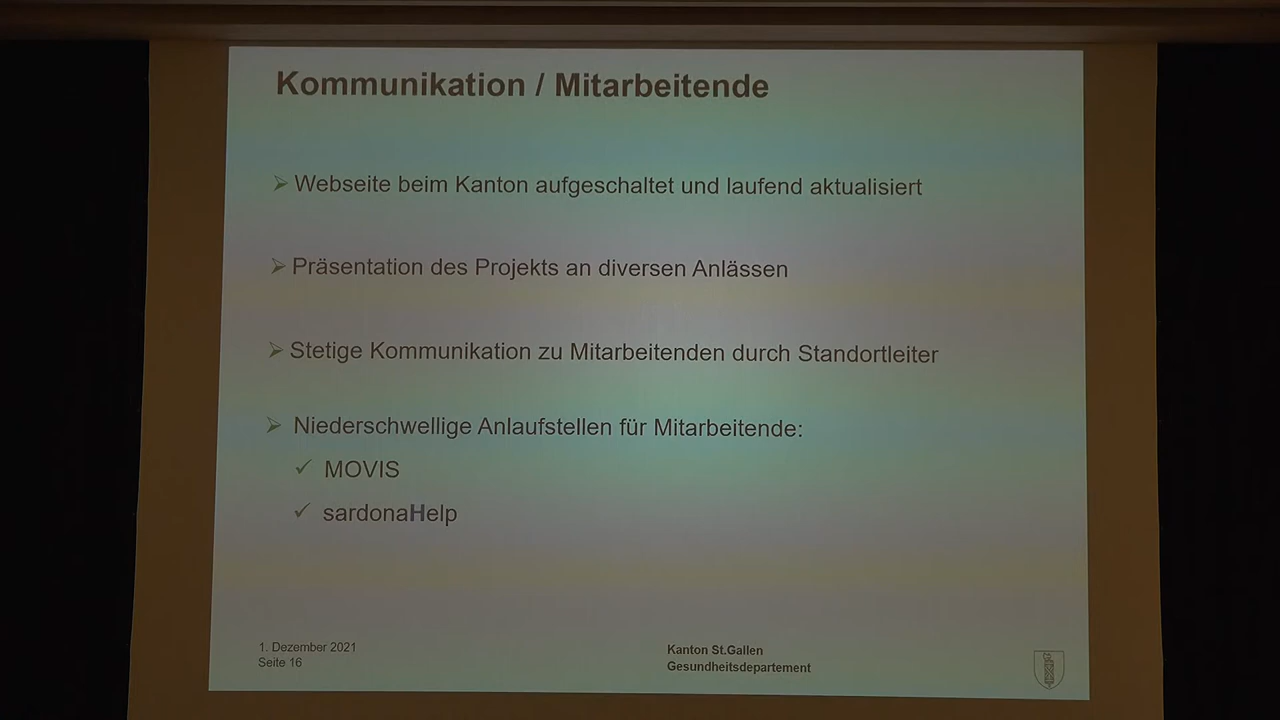 Kommunikation / Mitarbeitende
➢ Webseite beim Kanton aufgeschaltet und laufend aktualisiert
➢ Präsentation des Projekts an diversen Anlässen
➢ Stetige Kommunikation zu Mitarbeitenden durch Standortleiter
➢ Niederschwellige Anlaufstellen für Mitarbeitende:
✓ MOVIS
✓ sardonaHelp
1. Dezember 2021
Seite 16
Kanton St.Gallen
Gesundheitsdepartement